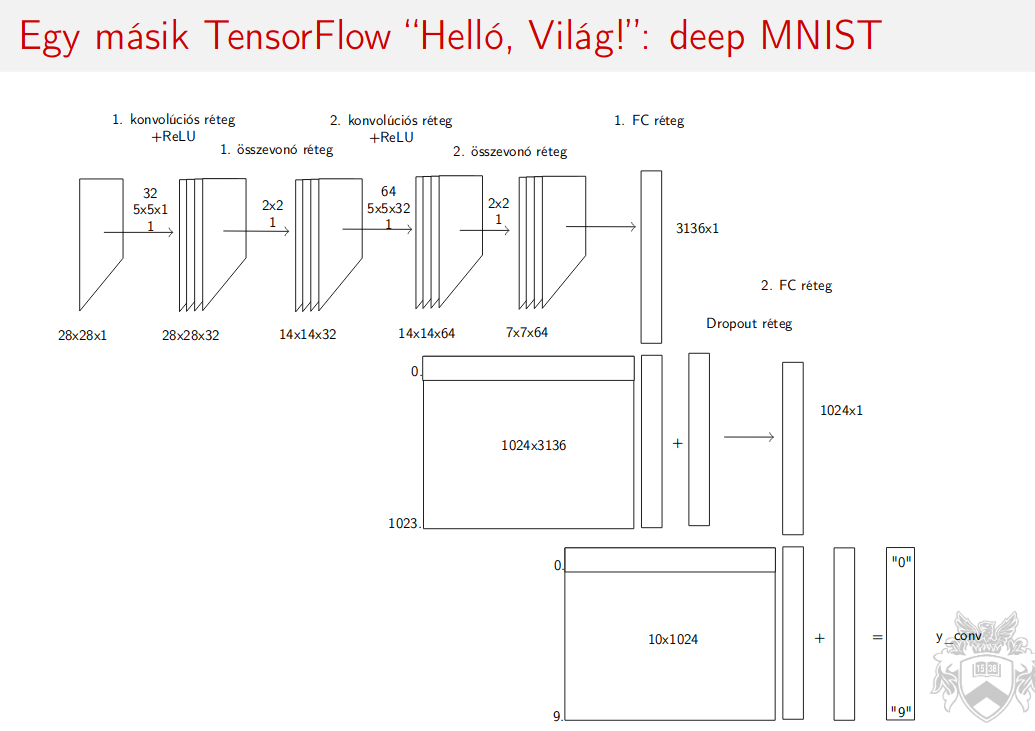 Egy másik TensorFlow “Helló, Világ!”: deep MNIST
1. konvolúciós réteg
+ReLU
1. összevonó réteg
2. konvolúciós réteg
+ReLU
2. összevonó réteg
1. FC réteg
32
5x5x1
1
2x2
1
64
5x5x32
1
2x2
1
3136x1
28x28x1
28x28x32
14x14x32
14x14x64
7x7x64
2. FC réteg
Dropout réteg
0.
1024x3136
1023.
+
1024x1
0.
10x1024
9.
+
=
"0"
"9"
y_conv
1538